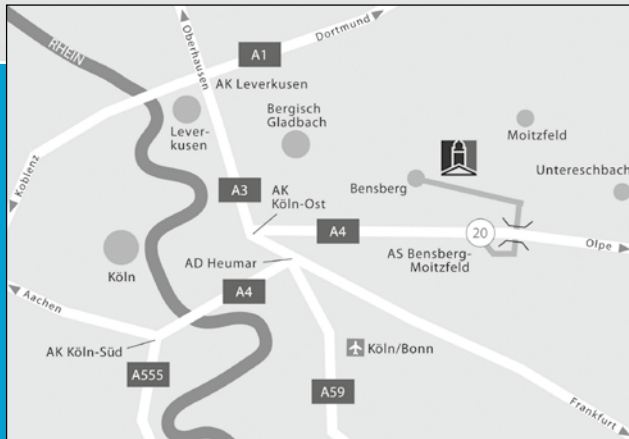 Dortmund
A1
Oberhausen
RHEIN
AK Leverkusen
Bergisch
Gladbach
Lever-
kusen
Moitzfeld
Koblenz
Untereschbach
Bensberg
A3
AK
Köln-Ost
A4
20
AS Bensberg-
Moitzfeld
Olpe
Köln
AD Heumar
Aachen
A4
AK Köln-Süd
Köln/Bonn
A555
A59
Frankfurt